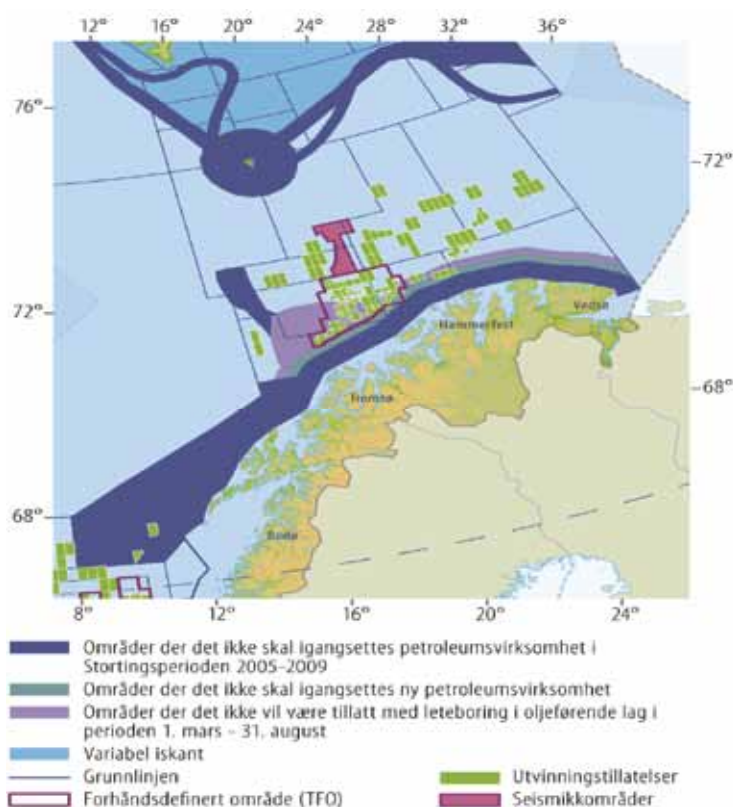 12° 16° 20° 24° 28° 32° 36°
76°
72°
72°
68°
68°
Vadsø
Hammerfest
Tromsø
Bodø
8° 12° 16° 20° 24°
Områder der det ikke skal igangsettes petroleumsvirksomhet i
Stortingsperioden 2005–2009
Områder der det ikke skal igangsettes ny petroleumsvirksomhet
Områder der det ikke vil være tillatt med leteboring i oljeførende lag i
perioden 1. mars – 31. august
Variabel iskant
Grunnlinjen
Utvinningstillatelser
Forhåndsdefinert område (TFO)
Seismikkområder